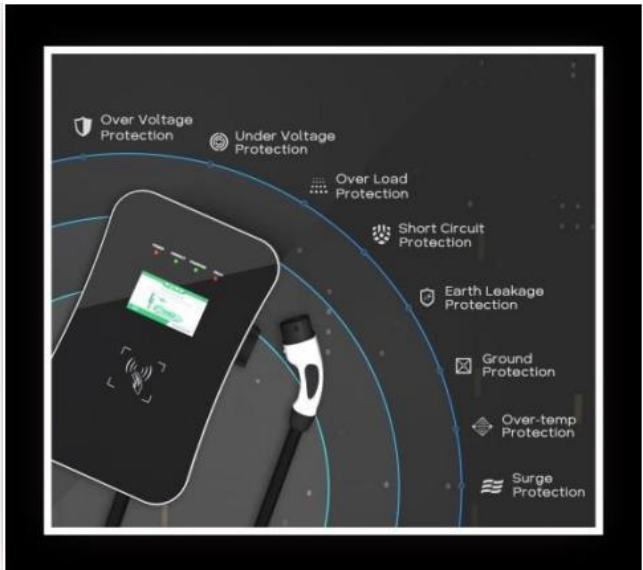 Over Voltage
Protection
Under Voltage
Protection
Over Load
Protection
Short Circuit
Protection
Earth Leakage
Protection
Ground
Protection
Over-temp
Protection
Surge
Protection